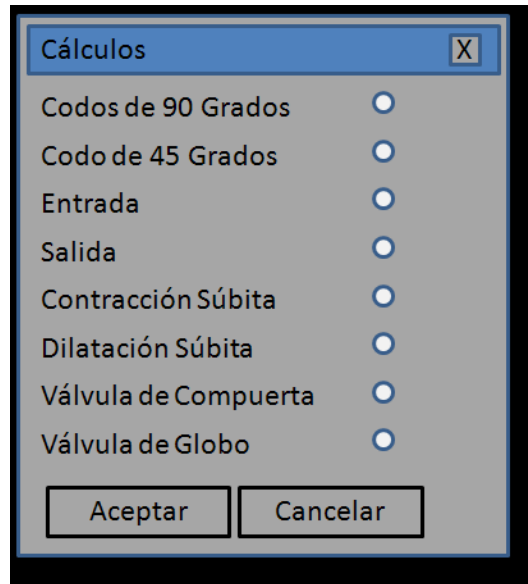 Cálculos X
Codos de 90 Grados
Codo de 45 Grados
Entrada
Salida
Contracción Súbita
Dilatación Súbita
Válvula de Compuerta
Válvula de Globo
Aceptar Cancelar